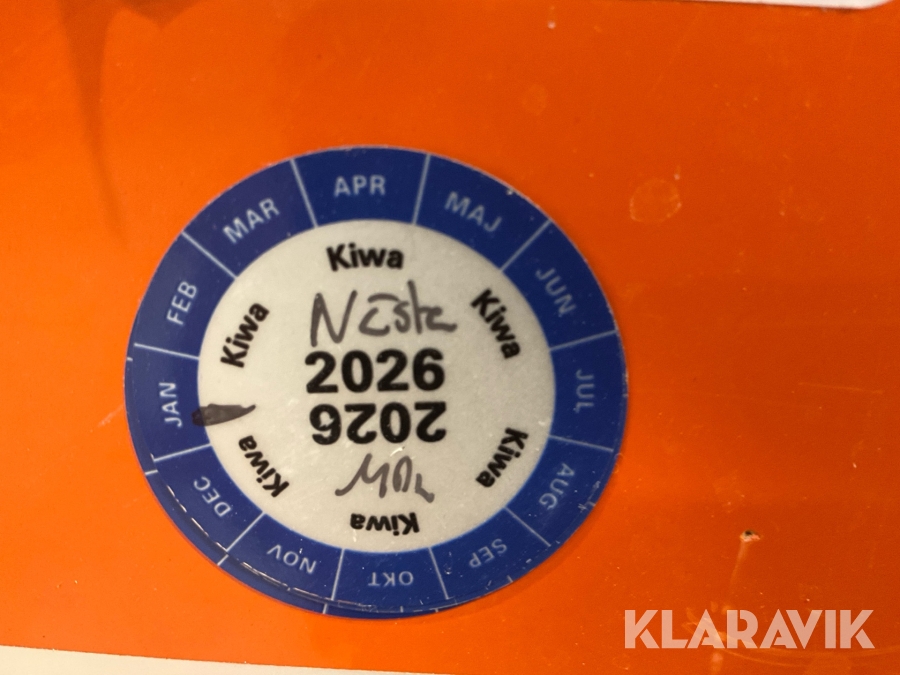 JAN
FEB
MAR
APR
MAJ
JUN
JUL
AUG
SEP
OKT
NOV
DEC
Kiwa
Kiwa
Kiwa
Kiwa
Kiwa
Kiwa
Nästa
2026
2026
KLARAVIK